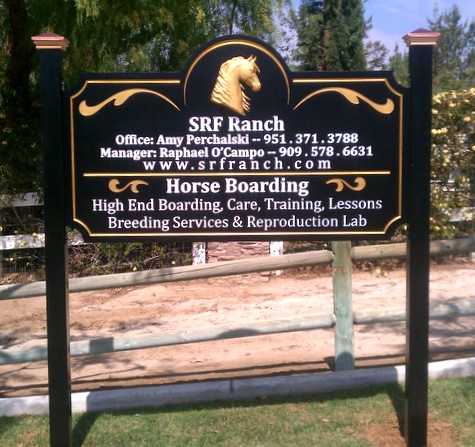 SRF Ranch
Office: Amy Perchalski -- 951.371.3788
Manager: Raphael O'Campo -- 909.578.6631
www.srfranch.com
Horse Boarding
High End Boarding, Care, Training, Lessons
Breeding Services & Reproduction Lab